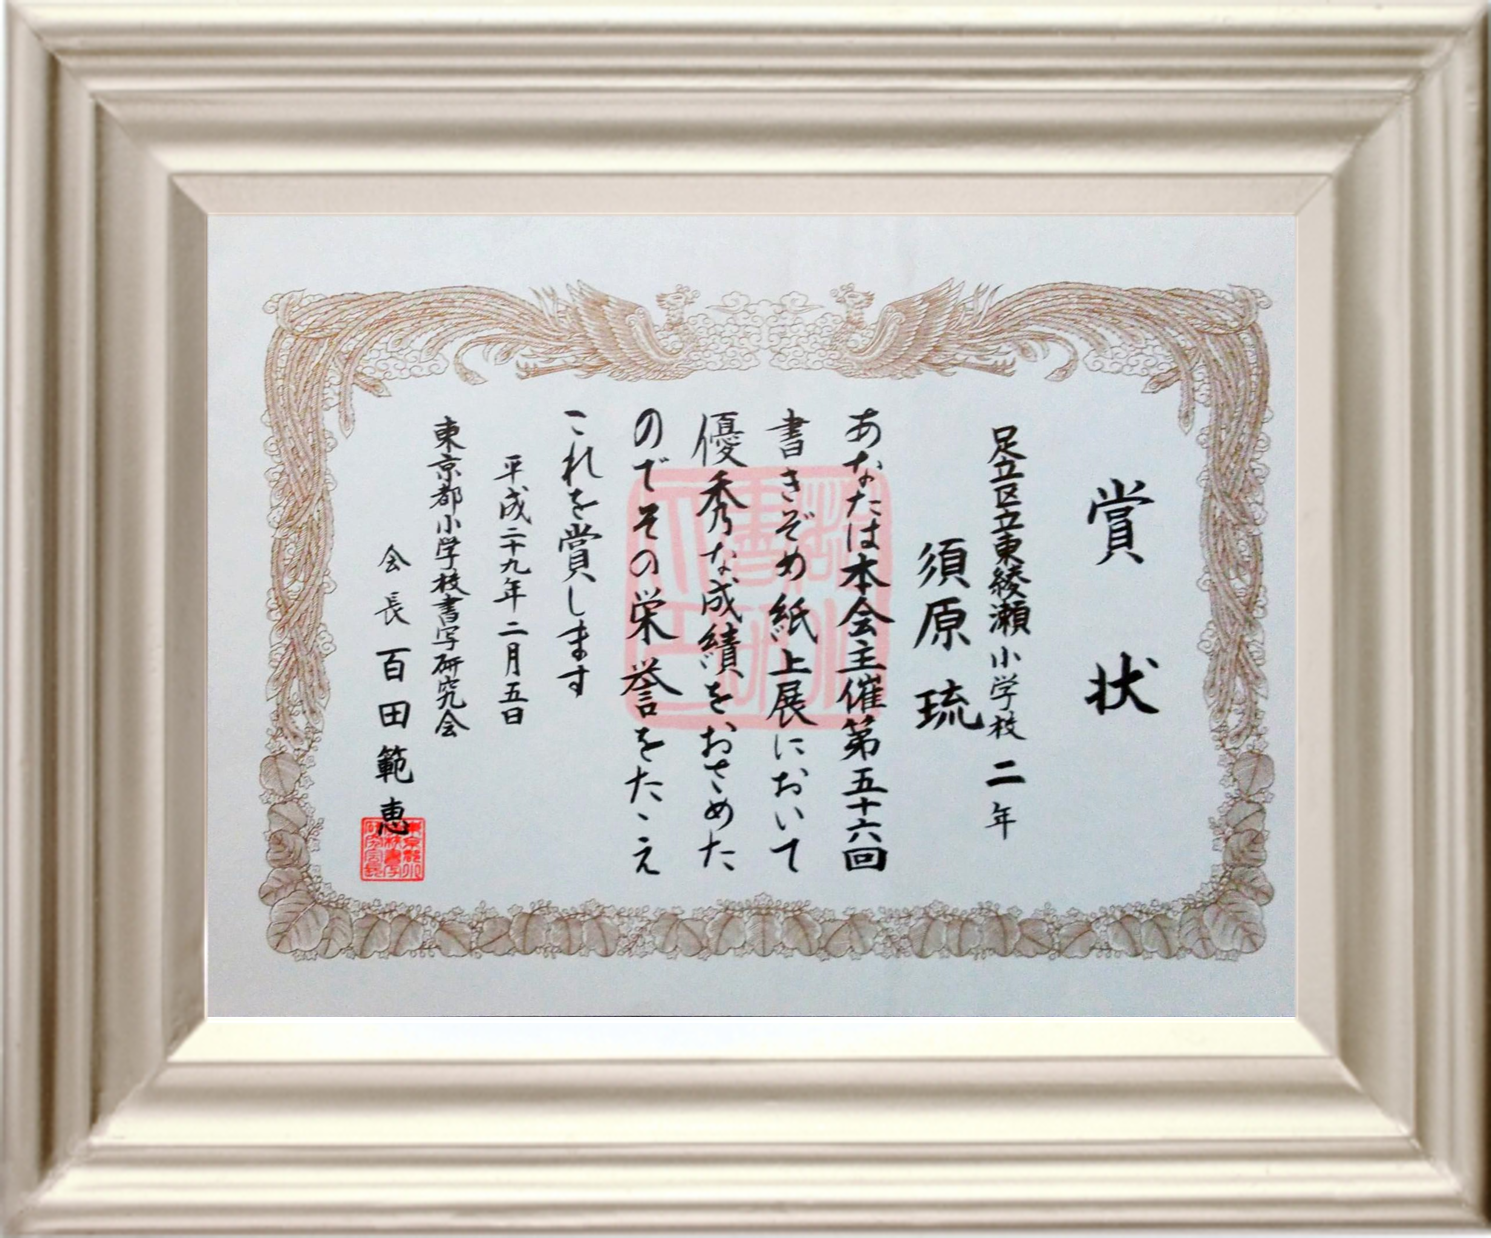 賞状
足立区立東綾瀬小学校二年
須原琉
あなたは本会主催第五十六回
書きぞめ紙上展において
優秀な成績をおさめた
のでその栄誉をたゝえ
これを賞します
平成二十九年二月五日
東京都小学校書写研究会
会長百田範恵